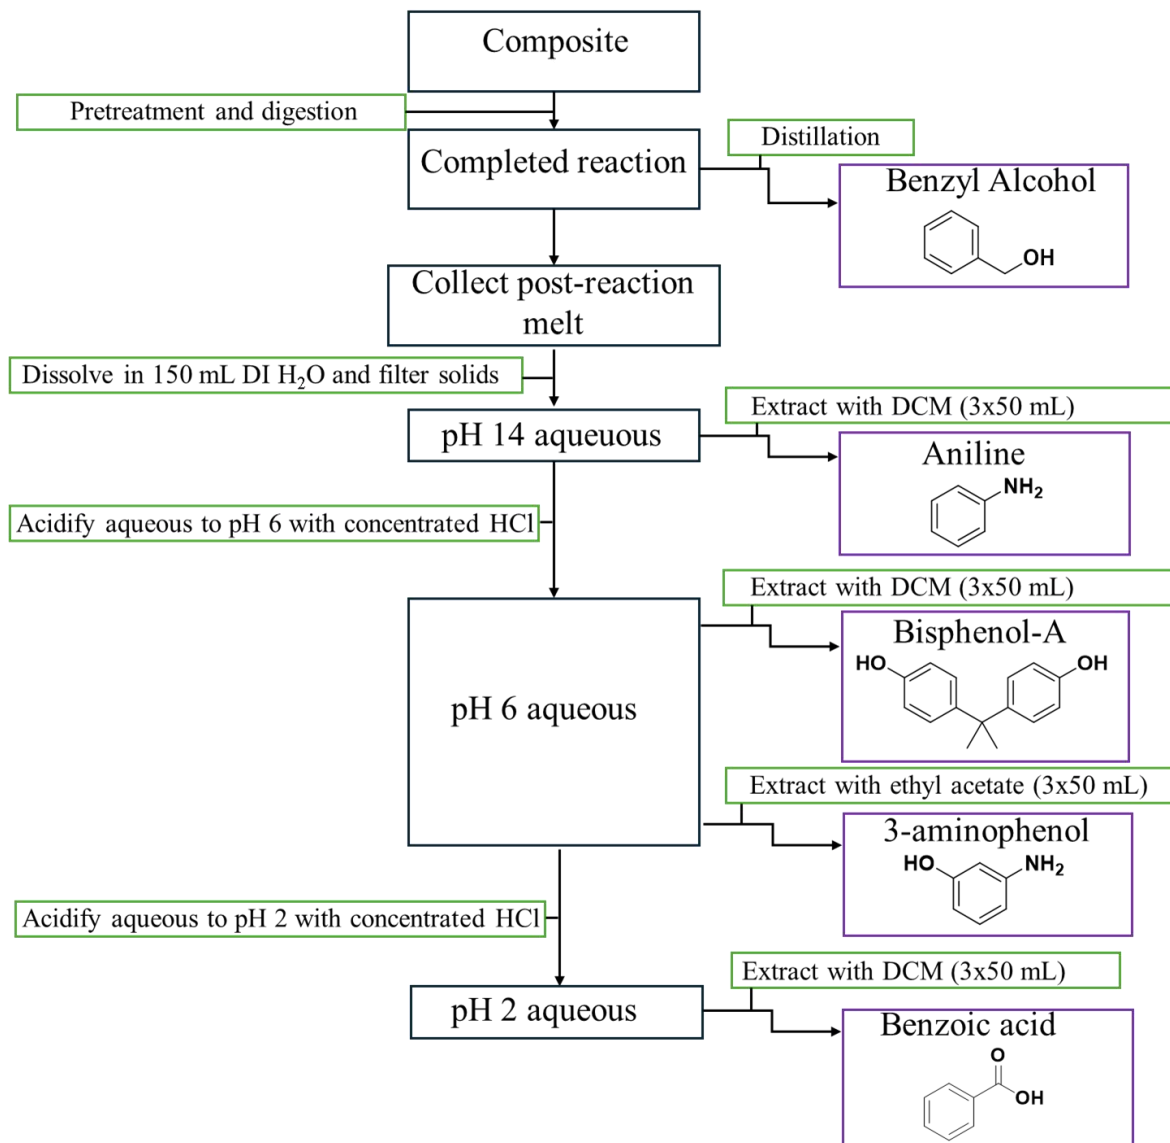 Composite
Pretreatment and digestion
Distillation
Completed reaction
Benzyl Alcohol
OH
Collect post-reaction
melt
Dissolve in 150 mL DI H₂O and filter solids
Extract with DCM (3x50 mL)
pH 14 aqueuous
Aniline
NH₂
Acidify aqueous to pH 6 with concentrated HCl
Extract with DCM (3x50 mL)
Bisphenol-A
HO
OH
pH 6 aqueous
Extract with ethyl acetate (3x50 mL)
3-aminophenol
HO
NH₂
Acidify aqueous to pH 2 with concentrated HCl
Extract with DCM (3x50 mL)
pH 2 aqueous
Benzoic acid
O
OH